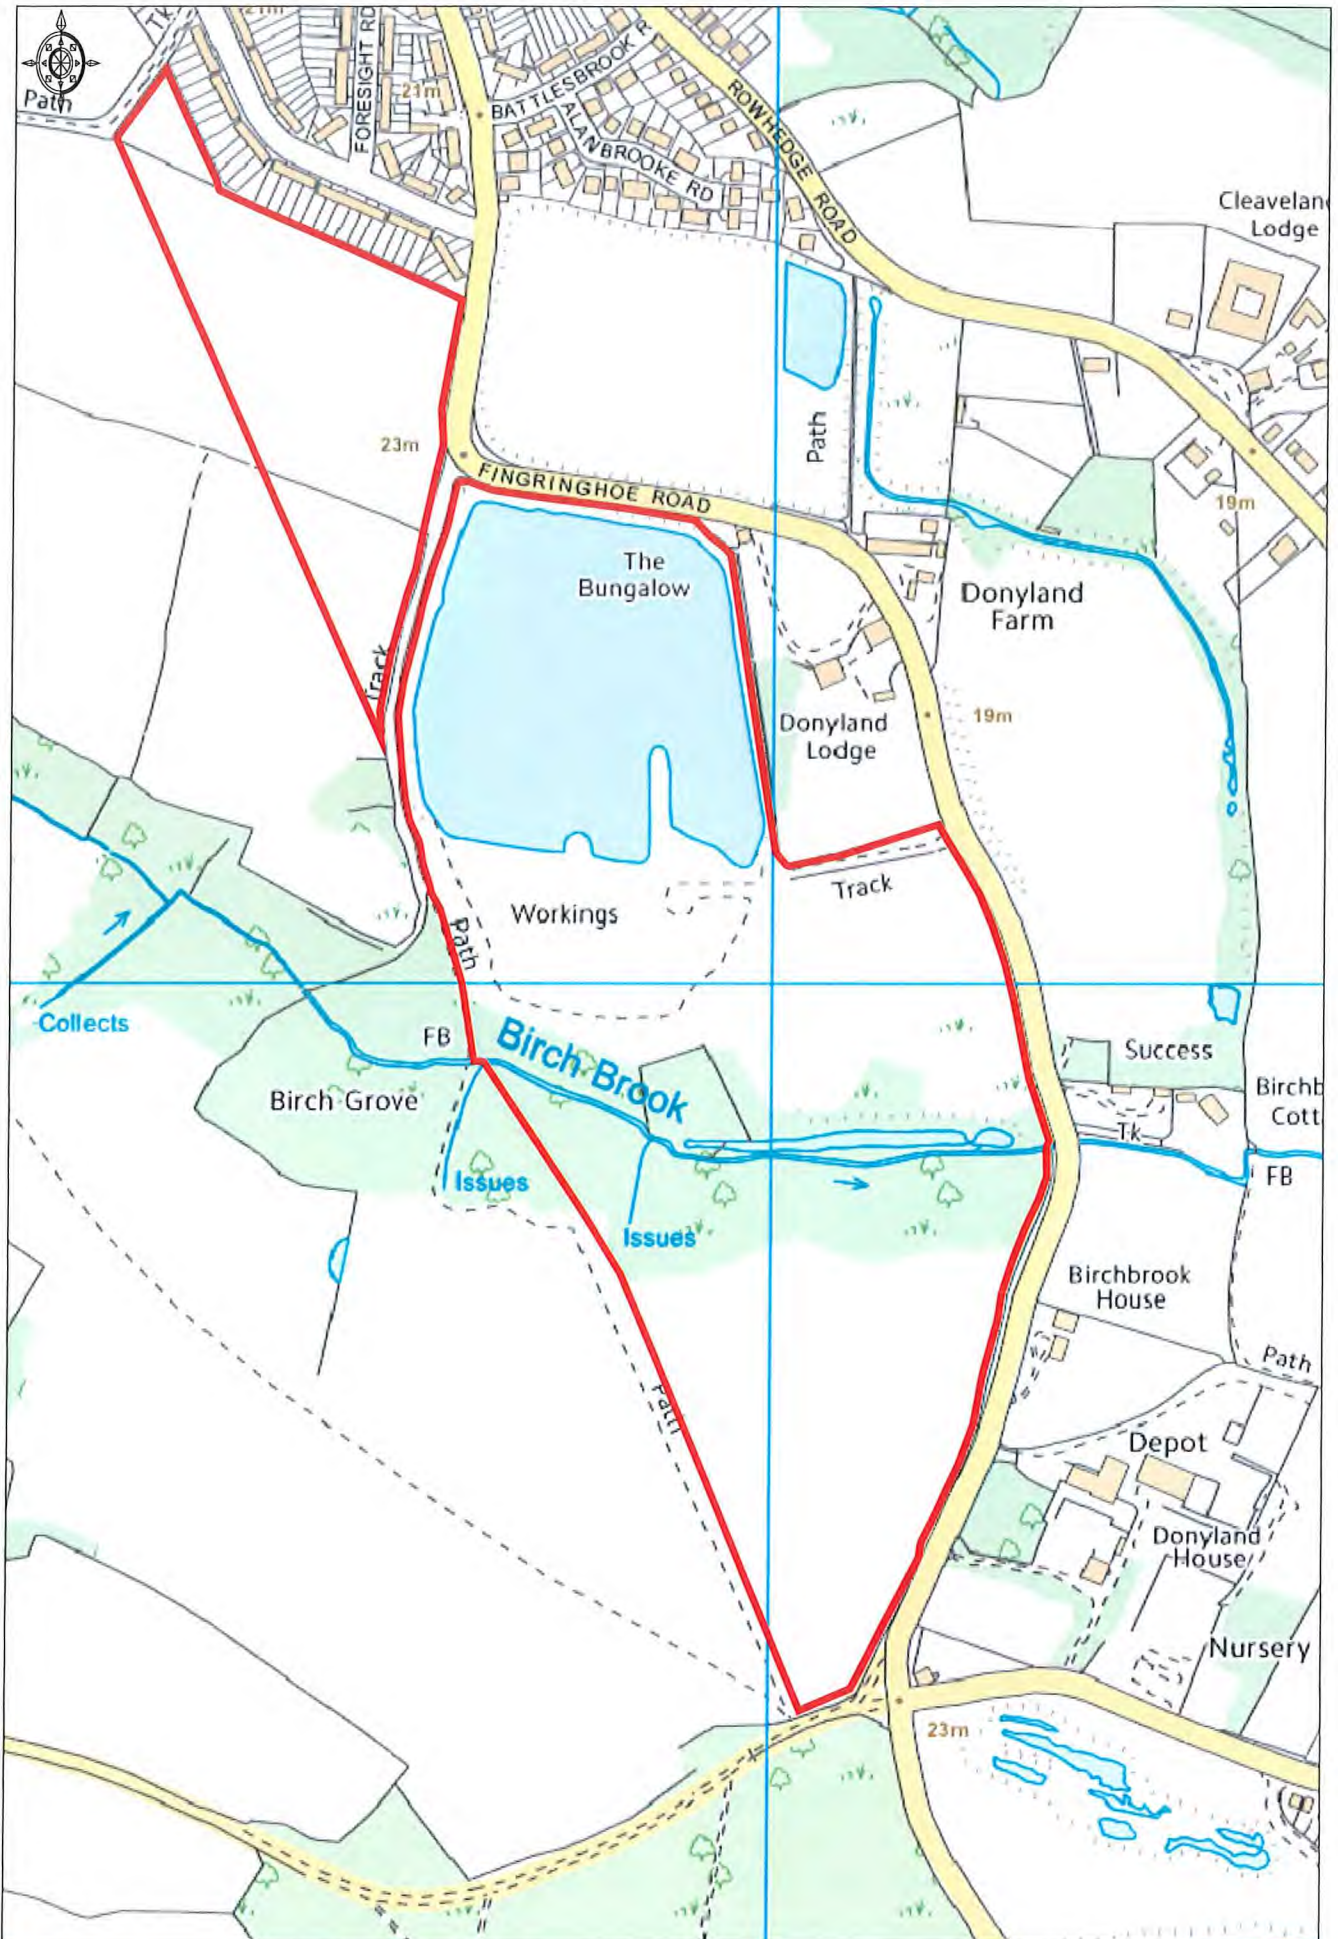 Tk
21m
Path
FORESIGHT RD
21m
BATTLESBROOK R
ALANBROOKE RD
ROWHEDGE ROAD
Cleavelan
Lodge
Path
23m
FINGRINGHOE ROAD
19m
The
Bungalow
Donyland
Farm
Track
19m
Donyland
Lodge
Track
Workings
Path
Collects
FB
Birch Brook
Success
Birchb
Cott
Birch Grove
Tk
FB
Issues
Issues
Birchbrook
House
Path
Path
Depot
Donyland
House
Nursery
23m